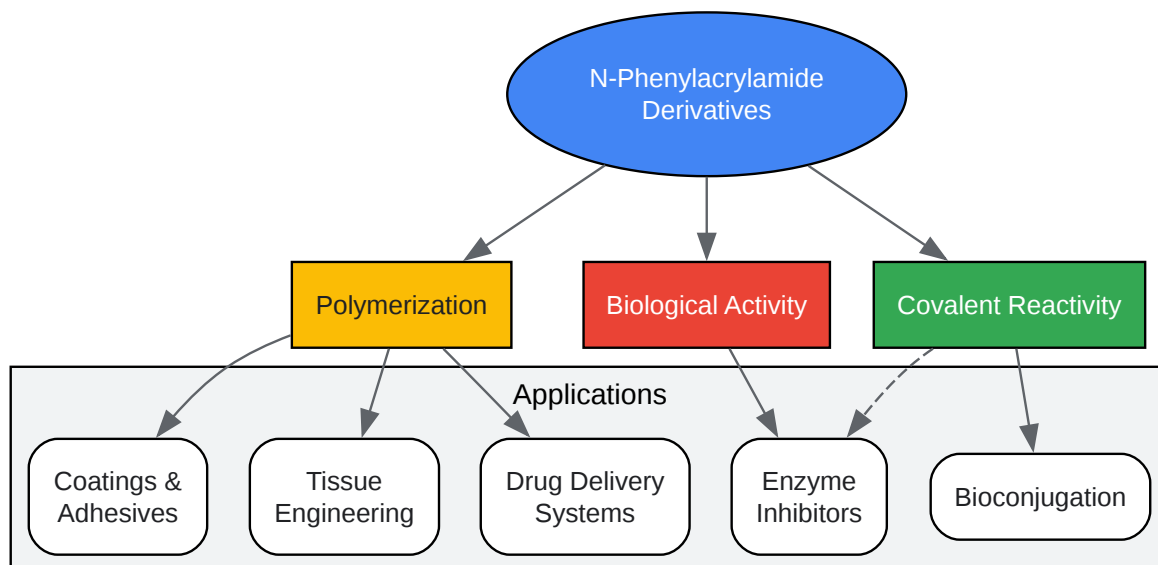 N-Phenylacrylamide
Derivatives
Polymerization
Biological Activity
Covalent Reactivity
Applications
Coatings &
Adhesives
Tissue
Engineering
Drug Delivery
Systems
Enzyme
Inhibitors
Bioconjugation